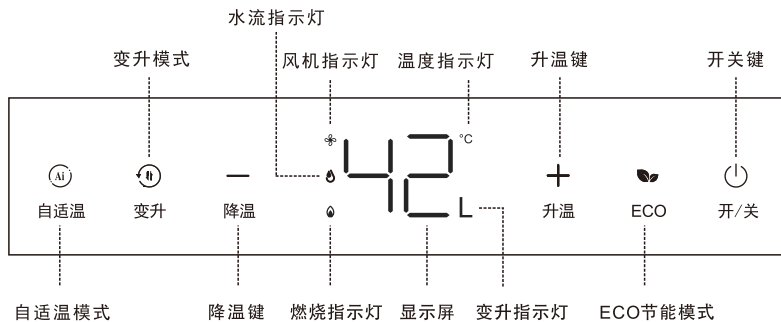 水流指示灯
变升模式
风机指示灯
温度指示灯
升温键
开关键
Ai
42
°C
L
自适温
变升
降温
升温
ECO
开/关
自适温模式
降温键
燃烧指示灯
显示屏
变升指示灯
ECO节能模式